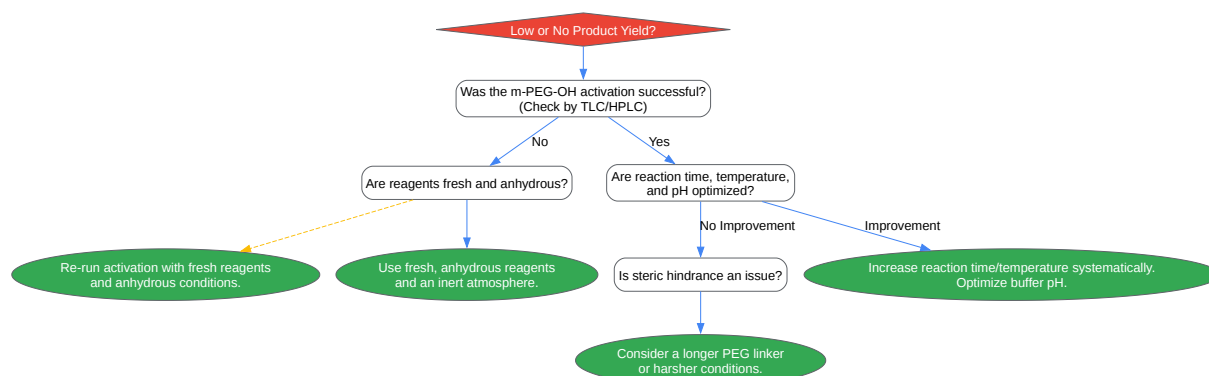 Low or No Product Yield?
Was the m-PEG-OH activation successful?
(Check by TLC/HPLC)
No
Yes
Are reagents fresh and anhydrous?
Are reaction time, temperature,
and pH optimized?
No Improvement
Improvement
Re-run activation with fresh reagents
and anhydrous conditions.
Use fresh, anhydrous reagents
and an inert atmosphere.
Is steric hindrance an issue?
Increase reaction time/temperature systematically.
Optimize buffer pH.
Consider a longer PEG linker
or harsher conditions.